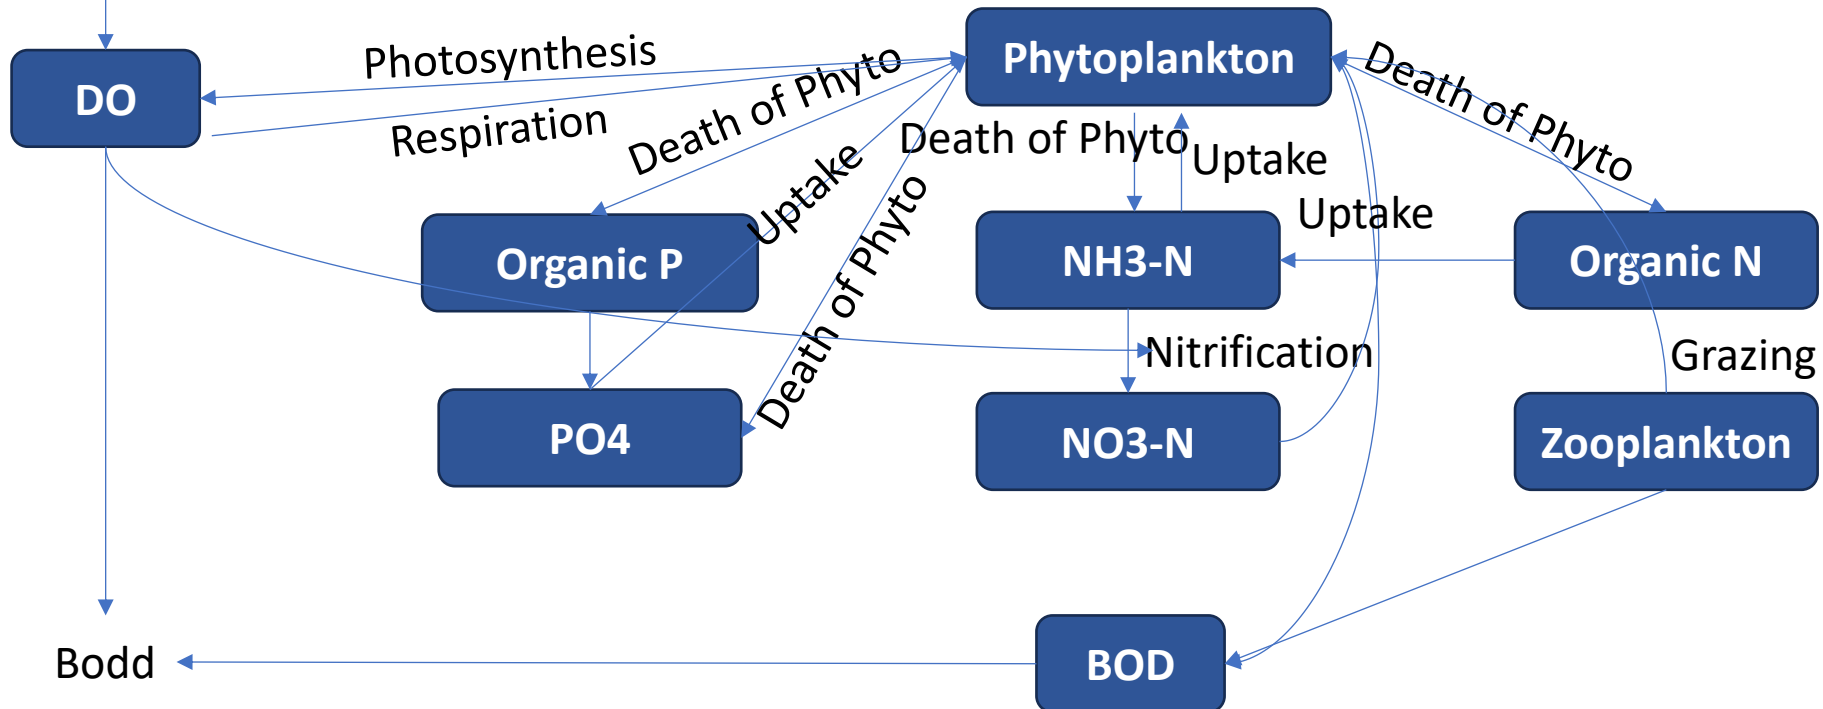 Phytoplankton
DO
Photosynthesis
Respiration
Death of Phyto
Death of Phyto
Uptake
Death of Phyto
Uptake
Death of Phyto
Uptake
Organic P
NH3-N
Organic N
Nitrification
Grazing
PO4
NO3-N
Zooplankton
Bodd
BOD